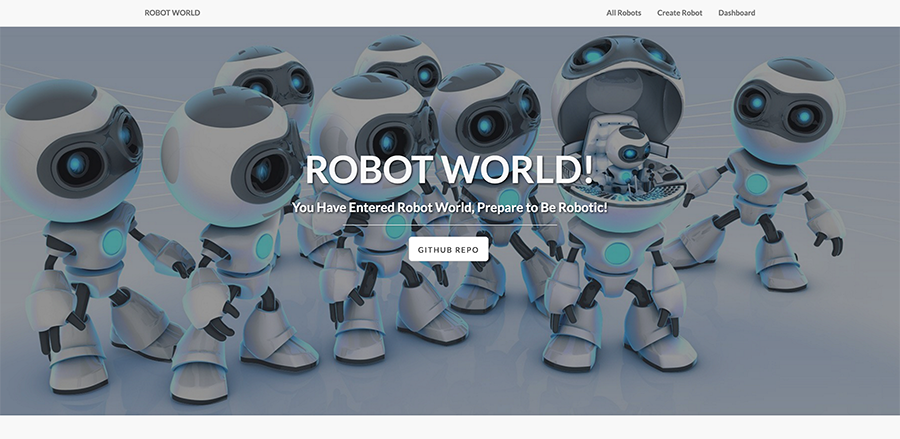 ROBOT WORLD
All Robots
Create Robot
Dashboard
ROBOT WORLD!
You Have Entered Robot World, Prepare to Be Robotic!
GITHUB REPO